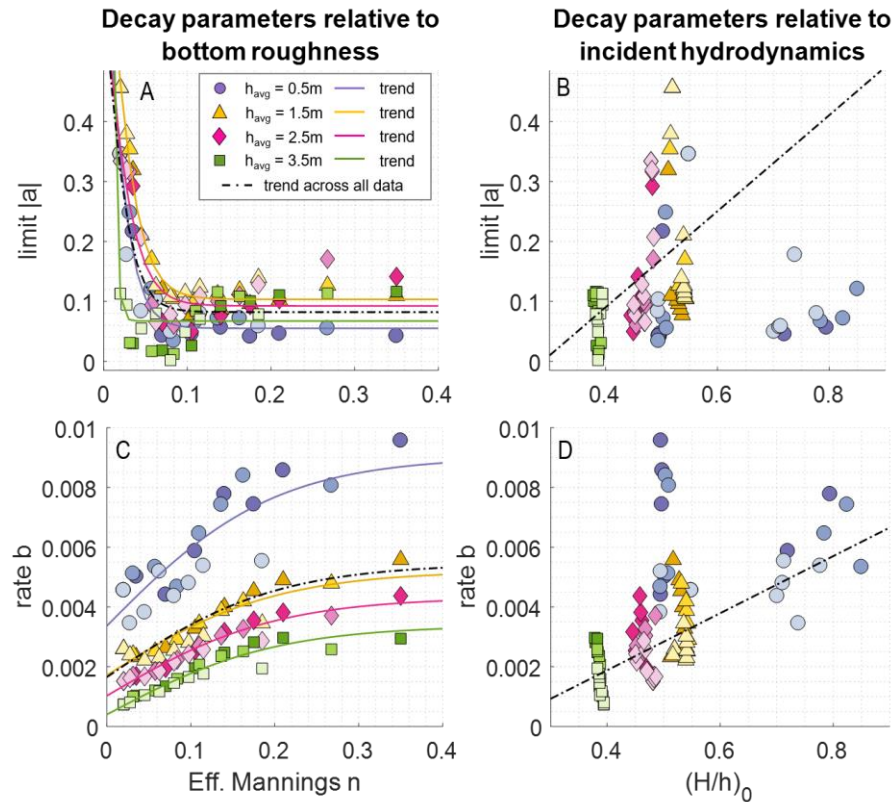 Decay parameters relative to
bottom roughness
Decay parameters relative to
incident hydrodynamics
A
h_avg = 0.5m trend
h_avg = 1.5m trend
h_avg = 2.5m trend
h_avg = 3.5m trend
trend across all data
limit |a|
0.4
0.3
0.2
0.1
0
0 0.1 0.2 0.3 0.4
B
limit |a|
0.4
0.3
0.2
0.1
0
0.4 0.6 0.8
C
rate b
0.01
0.008
0.006
0.004
0.002
0
0 0.1 0.2 0.3 0.4
Eff. Mannings n
D
rate b
0.01
0.008
0.006
0.004
0.002
0
0.4 0.6 0.8
(H/h)_0